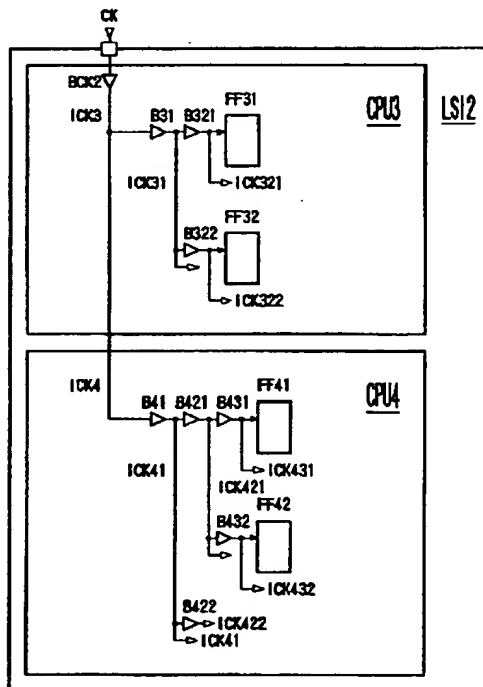 CK
BCK2
CPU3
LSI2
ICK3
B31 B321
FF31
ICK31
ICK321
FF32
B322
ICK322
ICK4
CPU4
B41 B421 B431
FF41
ICK41
ICK431
ICK421
FF42
B432
ICK432
B422
ICK422
ICK41